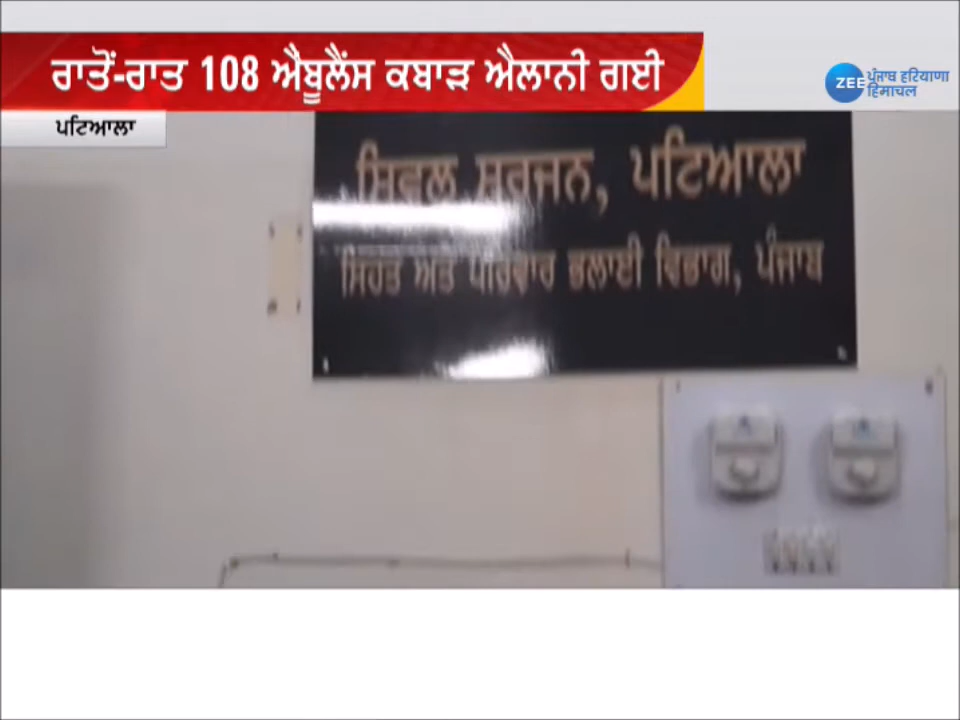 ਰਾਤੋਂ-ਰਾਤ 108 ਐਂਬੂਲੈਂਸ ਕਬਾੜ ਐਲਾਨੀ ਗਈ
ZEE ਪੰਜਾਬ ਹਰਿਆਣਾ ਹਿਮਾਚਲ
ਪਟਿਆਲਾ
ਸਿਵਲ ਸਰਜਨ, ਪਟਿਆਲਾ
ਸਿਹਤ ਅਤੇ ਪਰਿਵਾਰ ਭਲਾਈ ਵਿਭਾਗ, ਪੰਜਾਬ